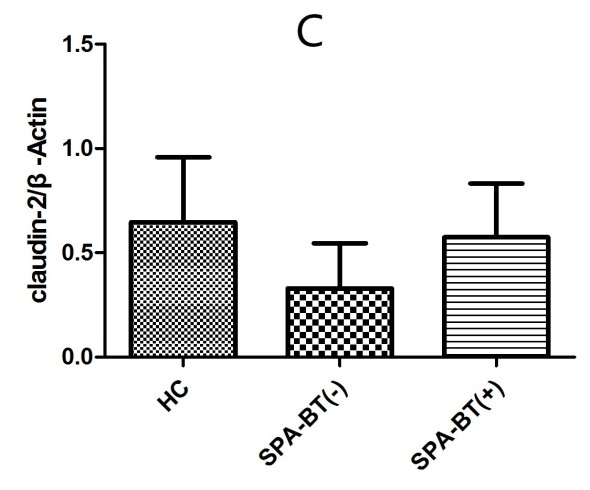 C
1.5
1.0
0.5
0.0
claudin-2/β -Actin
HC
SPA-BT(-)
SPA-BT(+)